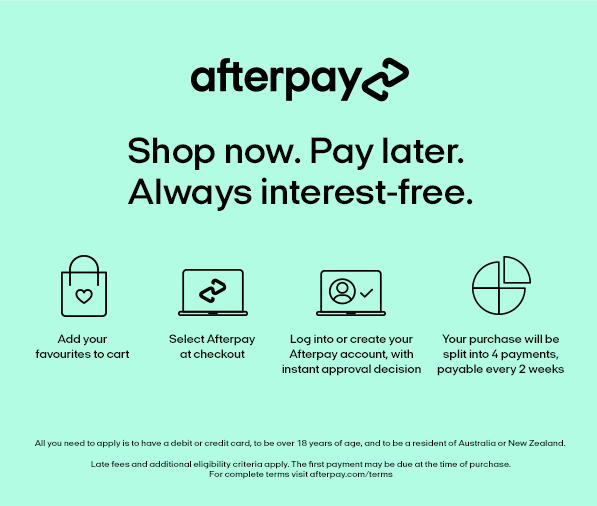 afterpay
Shop now. Pay later.
Always interest-free.
Add your
favourites to cart
Select Afterpay
at checkout
Log into or create your
Afterpay account, with
instant approval decision
Your purchase will be
split into 4 payments,
payable every 2 weeks
All you need to apply is to have a debit or credit card, to be over 18 years of age, and to be a resident of Australia or New Zealand.
Late fees and additional eligibility criteria apply. The first payment may be due at the time of purchase.
For complete terms visit afterpay.com/terms